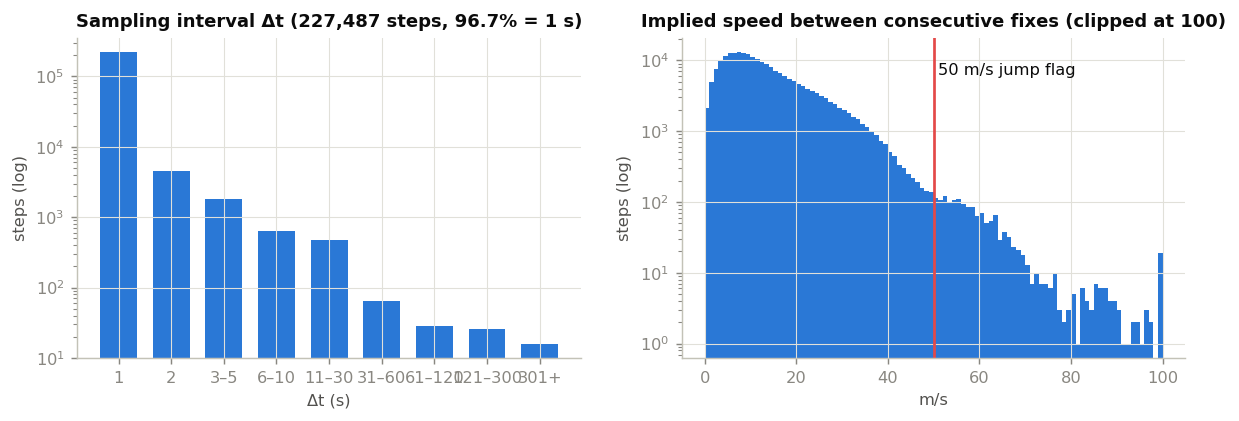 Sampling interval Δt (227,487 steps, 96.7% = 1 s)
steps (log)
10⁵
10⁴
10³
10²
10¹
1 2 3–5 6–10 11–30 31–60 61–120 121–300 301+
Δt (s)
Implied speed between consecutive fixes (clipped at 100)
50 m/s jump flag
steps (log)
10⁴
10³
10²
10¹
10⁰
0 20 40 60 80 100
m/s